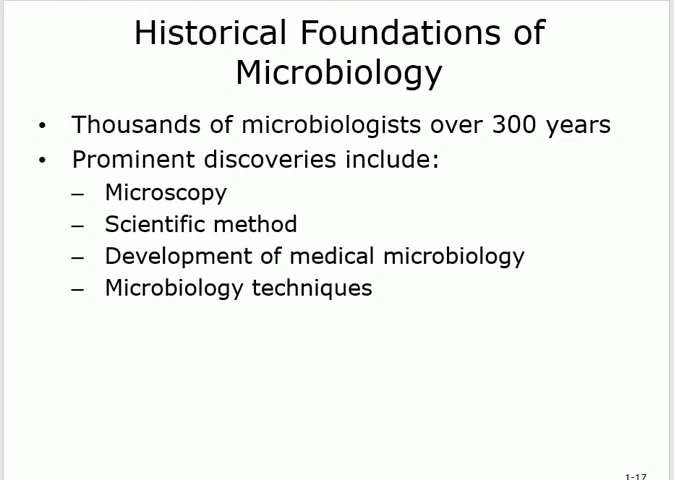 Historical Foundations of
Microbiology
• Thousands of microbiologists over 300 years
• Prominent discoveries include:
– Microscopy
– Scientific method
– Development of medical microbiology
– Microbiology techniques
1-17